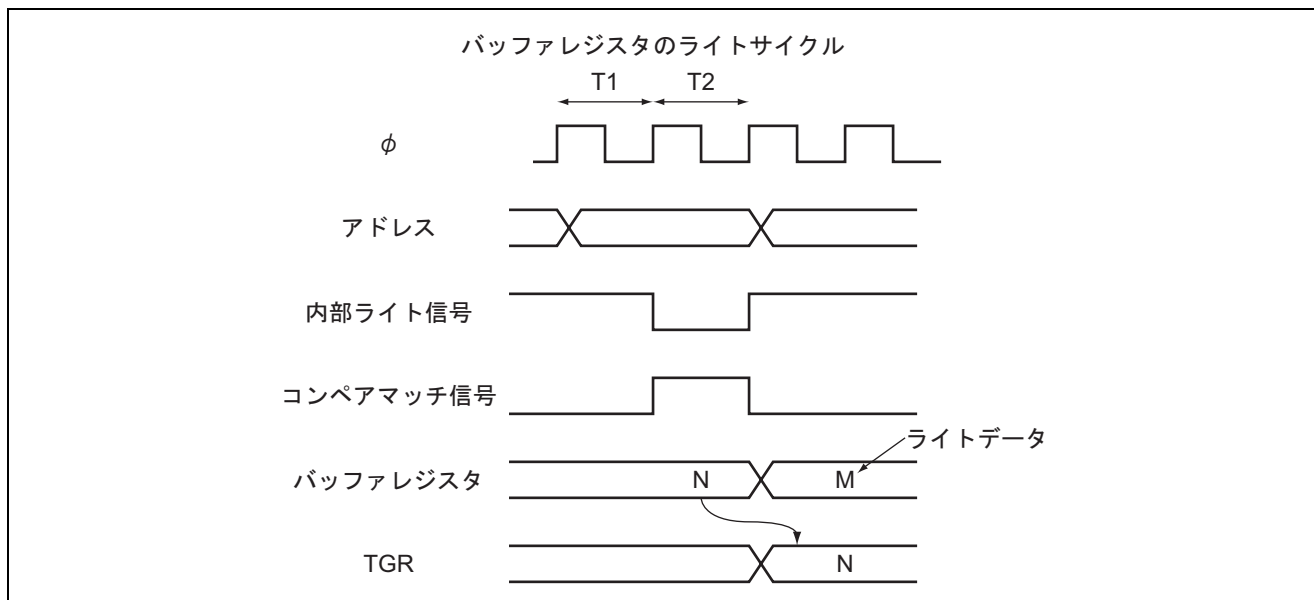 バッファレジスタのライトサイクル
T1 T2
φ
アドレス
内部ライト信号
コンペアマッチ信号
ライトデータ
バッファレジスタ N M
TGR N